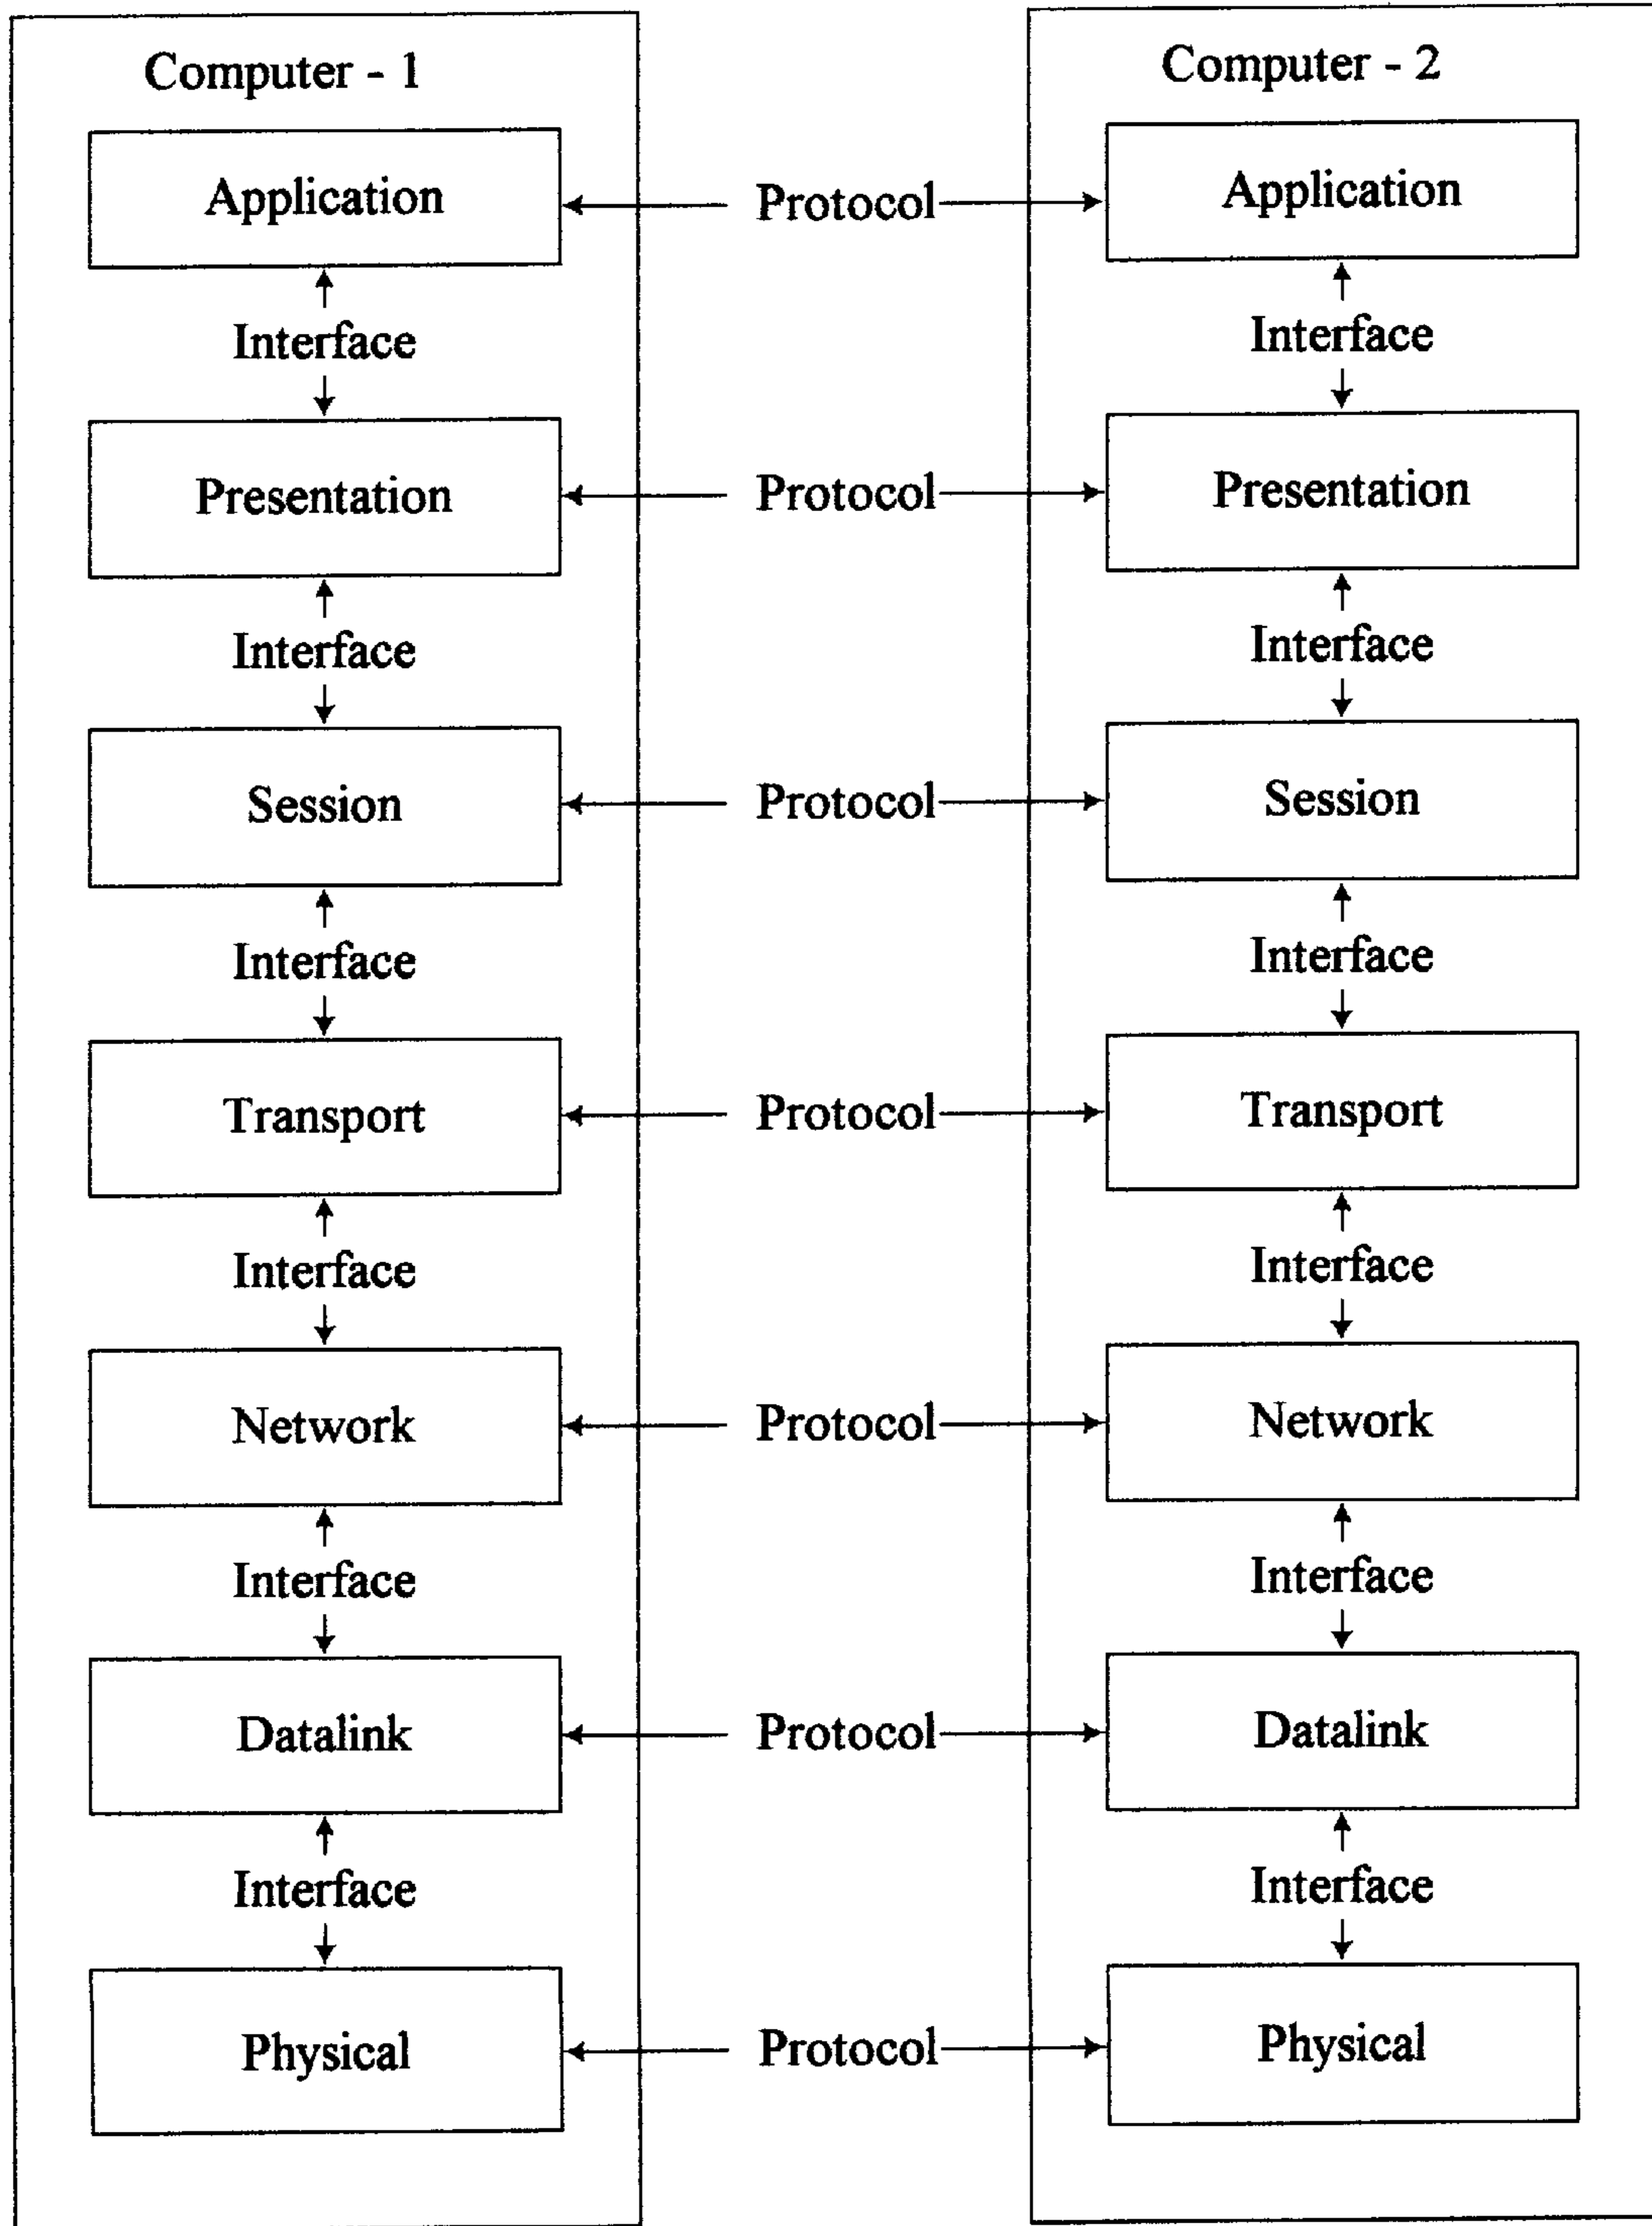 Computer - 1
Computer - 2
Application
Protocol
Application
Interface
Interface
Presentation
Protocol
Presentation
Interface
Interface
Session
Protocol
Session
Interface
Interface
Transport
Protocol
Transport
Interface
Interface
Network
Protocol
Network
Interface
Interface
Datalink
Protocol
Datalink
Interface
Interface
Physical
Protocol
Physical